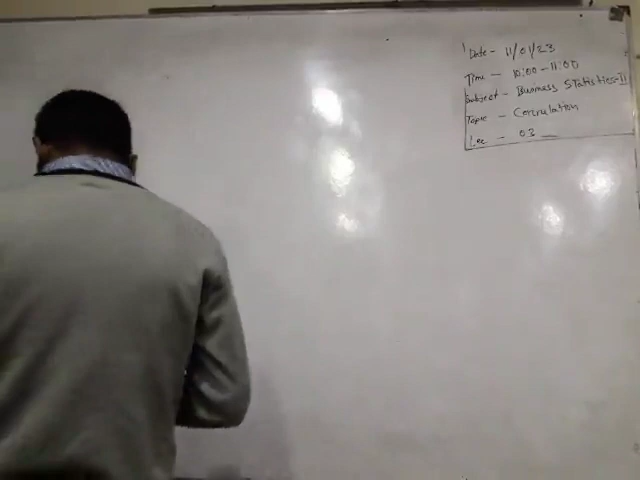 Date - 11/01/23
Time - 10:00 - 11:00
Subject - Business Statistics-II
Topic - Correlation
Lec - 03